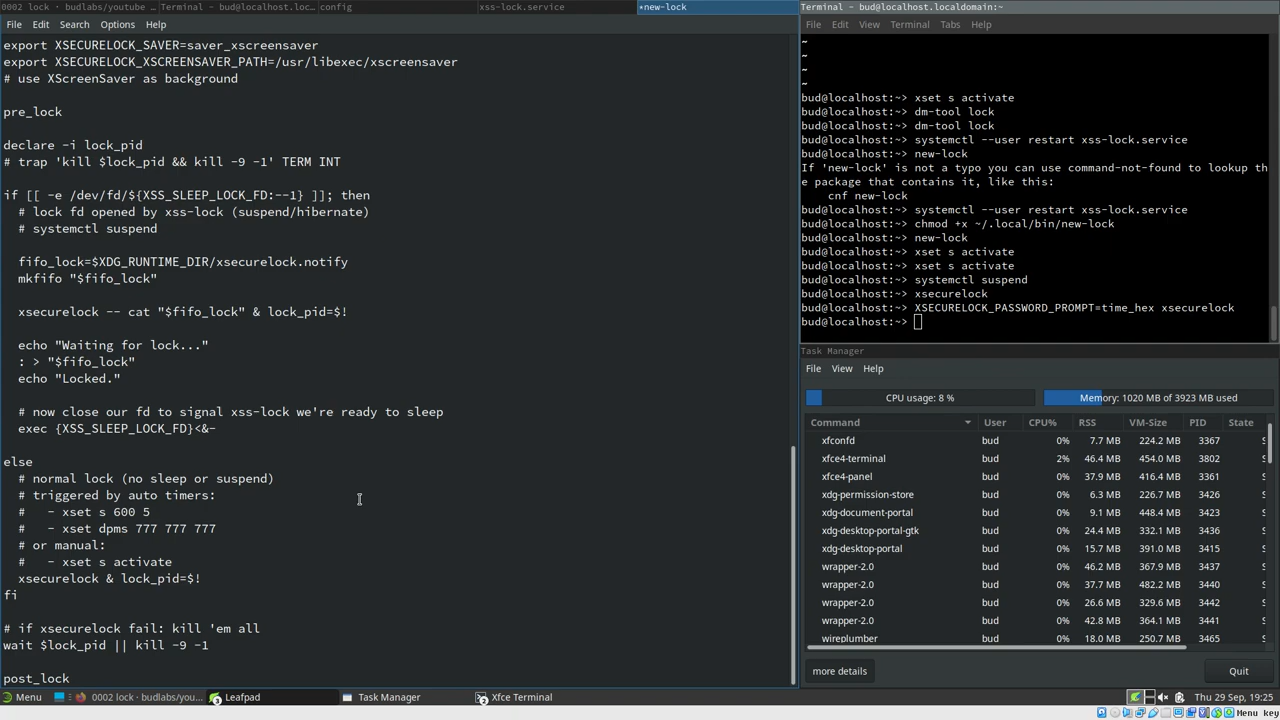 0002 lock · budlabs/youtube ...
Terminal - bud@localhost.loc...
config
xss-lock.service
*new-lock
File Edit Search Options Help
export XSECURELOCK_SAVER=saver_xscreensaver
export XSECURELOCK_XSCREENSAVER_PATH=/usr/libexec/xscreensaver
# use XScreenSaver as background
pre_lock
declare -i lock_pid
# trap 'kill $lock_pid && kill -9 -1' TERM INT
if [[ -e /dev/fd/${XSS_SLEEP_LOCK_FD:--1} ]]; then
# lock fd opened by xss-lock (suspend/hibernate)
# systemctl suspend
fifo_lock=$XDG_RUNTIME_DIR/xsecurelock.notify
mkfifo "$fifo_lock"
xsecurelock -- cat "$fifo_lock" & lock_pid=$!
echo "Waiting for lock..."
: > "$fifo_lock"
echo "Locked."
# now close our fd to signal xss-lock we're ready to sleep
exec {XSS_SLEEP_LOCK_FD}<&-
else
# normal lock (no sleep or suspend)
# triggered by auto timers:
#   - xset s 600 5
#   - xset dpms 777 777 777
# or manual:
#   - xset s activate
xsecurelock & lock_pid=$!
fi
# if xsecurelock fail: kill 'em all
wait $lock_pid || kill -9 -1
post_lock
Terminal - bud@localhost.localdomain:~
File Edit View Terminal Tabs Help
~
~
~
~
bud@localhost:~> xset s activate
bud@localhost:~> dm-tool lock
bud@localhost:~> dm-tool lock
bud@localhost:~> systemctl --user restart xss-lock.service
bud@localhost:~> new-lock
If 'new-lock' is not a typo you can use command-not-found to lookup th
e package that contains it, like this:
cnf new-lock
bud@localhost:~> systemctl --user restart xss-lock.service
bud@localhost:~> chmod +x ~/.local/bin/new-lock
bud@localhost:~> new-lock
bud@localhost:~> xset s activate
bud@localhost:~> xset s activate
bud@localhost:~> systemctl suspend
bud@localhost:~> xsecurelock
bud@localhost:~> XSECURELOCK_PASSWORD_PROMPT=time_hex xsecurelock
bud@localhost:~>
Task Manager
File View Help
CPU usage: 8 %
Memory: 1020 MB of 3923 MB used
Command User CPU% RSS VM-Size PID State
xfconfd bud 0% 7.7 MB 224.2 MB 3367 S
xfce4-terminal bud 2% 46.4 MB 454.0 MB 3802 S
xfce4-panel bud 0% 37.9 MB 416.4 MB 3361 S
xdg-permission-store bud 0% 6.3 MB 226.7 MB 3426 S
xdg-document-portal bud 0% 9.1 MB 448.4 MB 3423 S
xdg-desktop-portal-gtk bud 0% 24.4 MB 332.1 MB 3436 S
xdg-desktop-portal bud 0% 15.7 MB 391.0 MB 3415 S
wrapper-2.0 bud 0% 46.2 MB 367.9 MB 3437 S
wrapper-2.0 bud 0% 37.7 MB 482.2 MB 3440 S
wrapper-2.0 bud 0% 26.6 MB 329.6 MB 3442 S
wrapper-2.0 bud 0% 42.8 MB 364.1 MB 3441 S
wireplumber bud 0% 18.0 MB 250.7 MB 3465 S
more details
Quit
Menu
0002 lock · budlabs/you...
3 Leafpad
Task Manager
2 Xfce Terminal
Thu 29 Sep, 19:25
Menu key